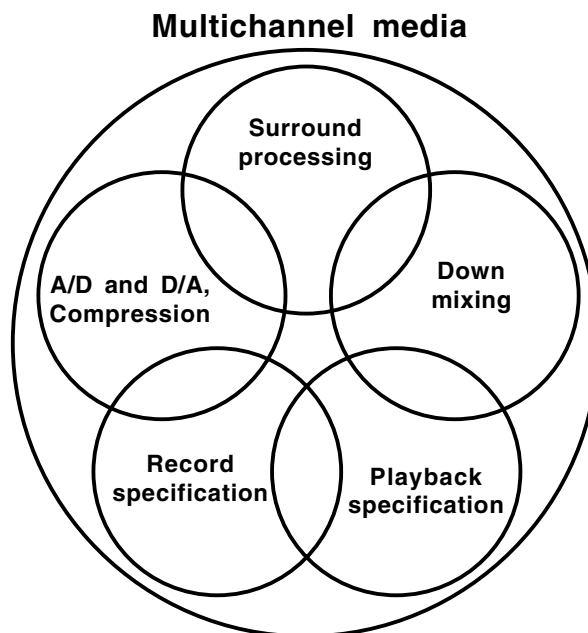 Multichannel media
Surround
processing
A/D and D/A,
Compression
Down
mixing
Record
specification
Playback
specification